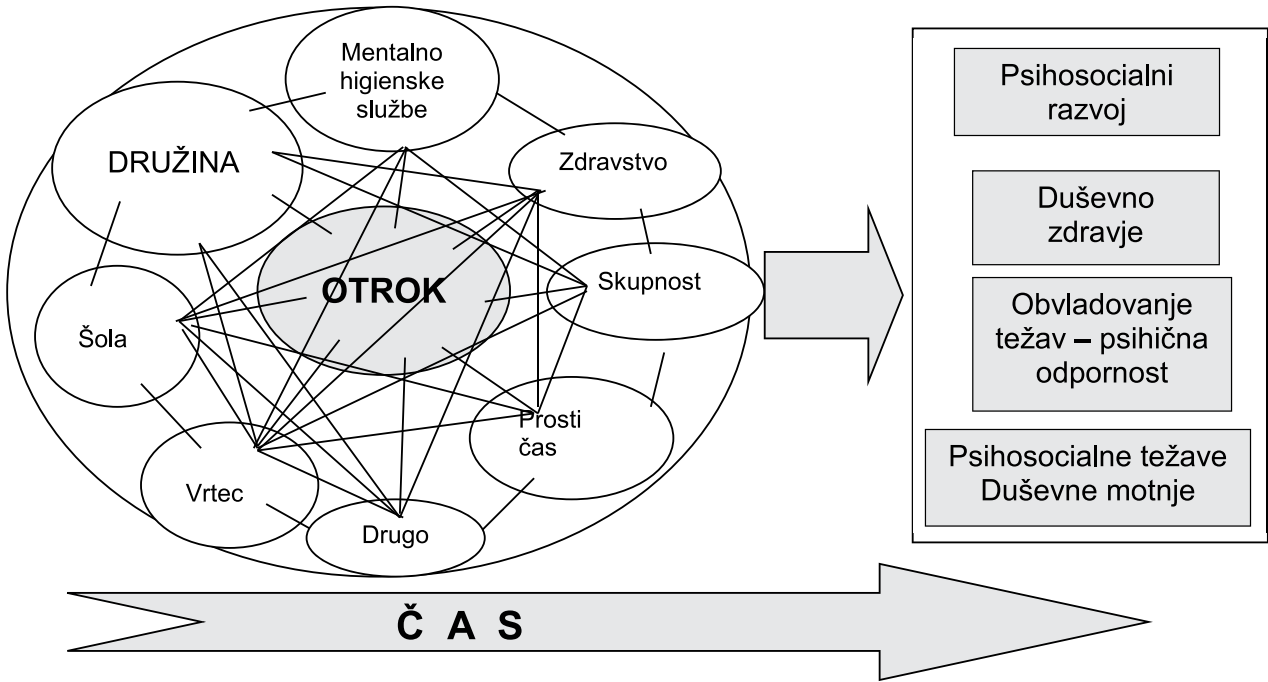 Mentalno
higienske
službe
DRUŽINA
Zdravstvo
OTROK
Skupnost
Šola
Prosti
čas
Vrtec
Drugo
Psihosocialni
razvoj
Duševno
zdravje
Obvladovanje
težav – psihična
odpornost
Psihosocialne težave
Duševne motnje
Č A S